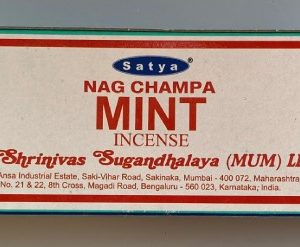 Satya®
NAG CHAMPA
MINT
INCENSE
Shrinivas Sugandhalaya (MUM) L
Ansa Industrial Estate, Saki-Vihar Road, Sakinaka, Mumbai - 400 072, Maharashtra
No. 21 & 22, 8th Cross, Magadi Road, Bengaluru - 560 023, Karnataka, India.